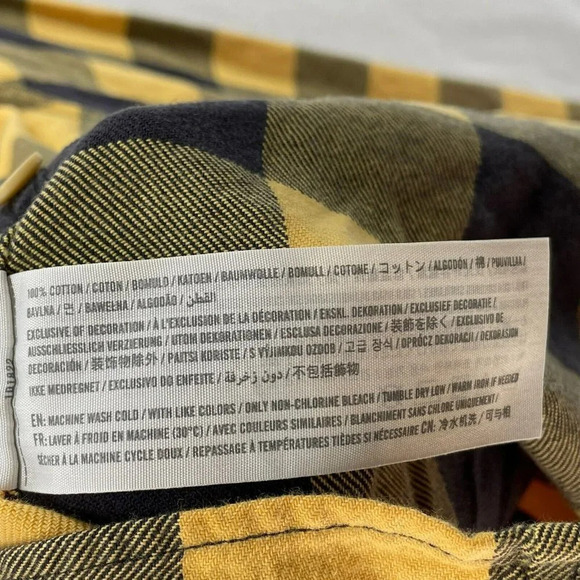 100% COTTON / COTON / BOMULD / KATOEN / BAUMWOLLE / BOMULL / COTONE / コットン / ALGODÓN / 棉 / PUUVILLAA /
BAVLNA / 면 / BAWEŁNA / ALGODÃO / القطن
EXCLUSIVE OF DECORATION / À L'EXCLUSION DE LA DÉCORATION / EKSKL. DEKORATION / EXCLUSIEF DECORATIE /
AUSSCHLIESSLICH VERZIERUNG / UTOM DEKORATIONEN / ESCLUSA DECORAZIONE / 装飾を除く / EXCLUSIVO DE
DECORACIÓN / 装饰物除外 / PAITSI KORISTE / S VÝJIMKOU OZDOB / 고급 장식 / OPRÓCZ DEKORACJI / DEKORASJON
IKKE MEDREGNET / EXCLUSIVO DO ENFEITE / دون زخرفة / 不包括飾物
EN: MACHINE WASH COLD / WITH LIKE COLORS / ONLY NON-CHLORINE BLEACH / TUMBLE DRY LOW / WARM IRON IF NEEDED
FR: LAVER À FROID EN MACHINE (30°C) / AVEC COULEURS SIMILAIRES / BLANCHIMENT SANS CHLORE UNIQUEMENT /
SÉCHER À LA MACHINE CYCLE DOUX / REPASSAGE À TEMPÉRATURES TIÈDES SI NÉCESSAIRE CN: 冷水机洗 / 可与相